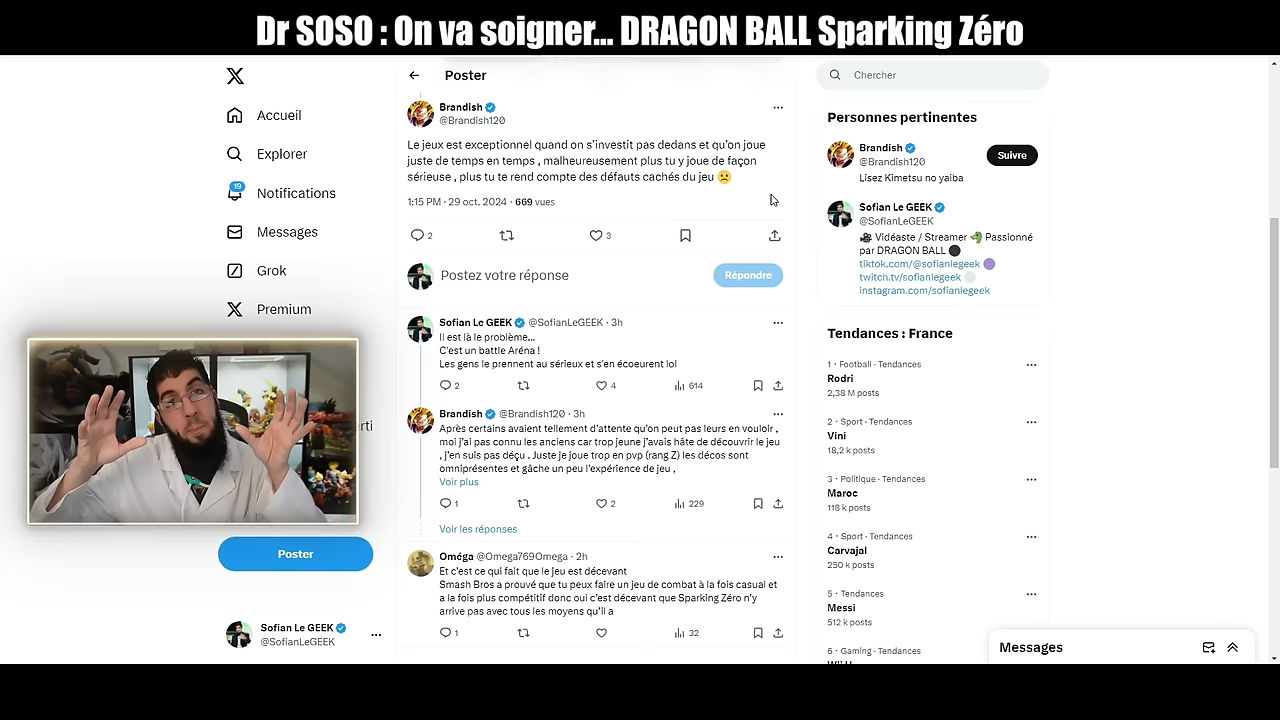 Dr SOSO : On va soigner... DRAGON BALL Sparking Zéro
Accueil
Explorer
19
Notifications
Messages
Grok
Premium
erti
Poster
Sofian Le GEEK
@SofianLeGEEK
Poster
Brandish
@Brandish120
Le jeux est exceptionnel quand on s'investit pas dedans et qu'on joue
juste de temps en temps , malheureusement plus tu y joue de façon
sérieuse , plus tu te rend compte des défauts cachés du jeu 🙁
1:15 PM · 29 oct. 2024 · 669 vues
2
3
Postez votre réponse
Répondre
Sofian Le GEEK @SofianLeGEEK · 3h
Il est là le problème...
C'est un battle Aréna !
Les gens le prennent au sérieux et s'en écoeurent lol
2 4 614
Brandish @Brandish120 · 3h
Après certains avaient tellement d'attente qu'on peut pas leurs en vouloir ,
moi j'ai pas connu les anciens car trop jeune j'avais hâte de découvrir le jeu
, j'en suis pas déçu . Juste je joue trop en pvp (rang Z) les décos sont
omniprésentes et gâche un peu l'expérience de jeu ,
Voir plus
1 2 229
Voir les réponses
Oméga @Omega769Omega · 2h
Et c'est ce qui fait que le jeu est décevant
Smash Bros a prouvé que tu peux faire un jeu de combat à la fois casual et
a la fois plus compétitif donc oui c'est décevant que Sparking Zéro n'y
arrive pas avec tous les moyens qu'il a
1 32
Chercher
Personnes pertinentes
Brandish
@Brandish120
Suivre
Lisez Kimetsu no yaiba
Sofian Le GEEK
@SofianLeGEEK
🎥 Vidéaste / Streamer 🐉 Passionné
par DRAGON BALL ⚫
tiktok.com/@sofianlegeek 🟣
twitch.tv/sofianlegeek ⚪
instagram.com/sofianlegeek
Tendances : France
1 · Football · Tendances
Rodri
2,38 M posts
2 · Sport · Tendances
Vini
18,2 k posts
3 · Politique · Tendances
Maroc
118 k posts
4 · Sport · Tendances
Carvajal
250 k posts
5 · Tendances
Messi
512 k posts
6 · Gaming · Tendances
Messages